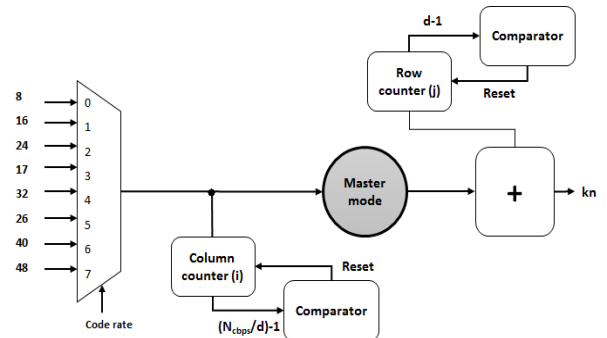 d-1
Comparator
Row
counter (j)
Reset
8
0
16
1
24
2
17
3
32
4
26
5
40
6
48
7
Code rate
Master
mode
+
kn
Column
counter (i)
Reset
Comparator
(Ncbps/d)-1